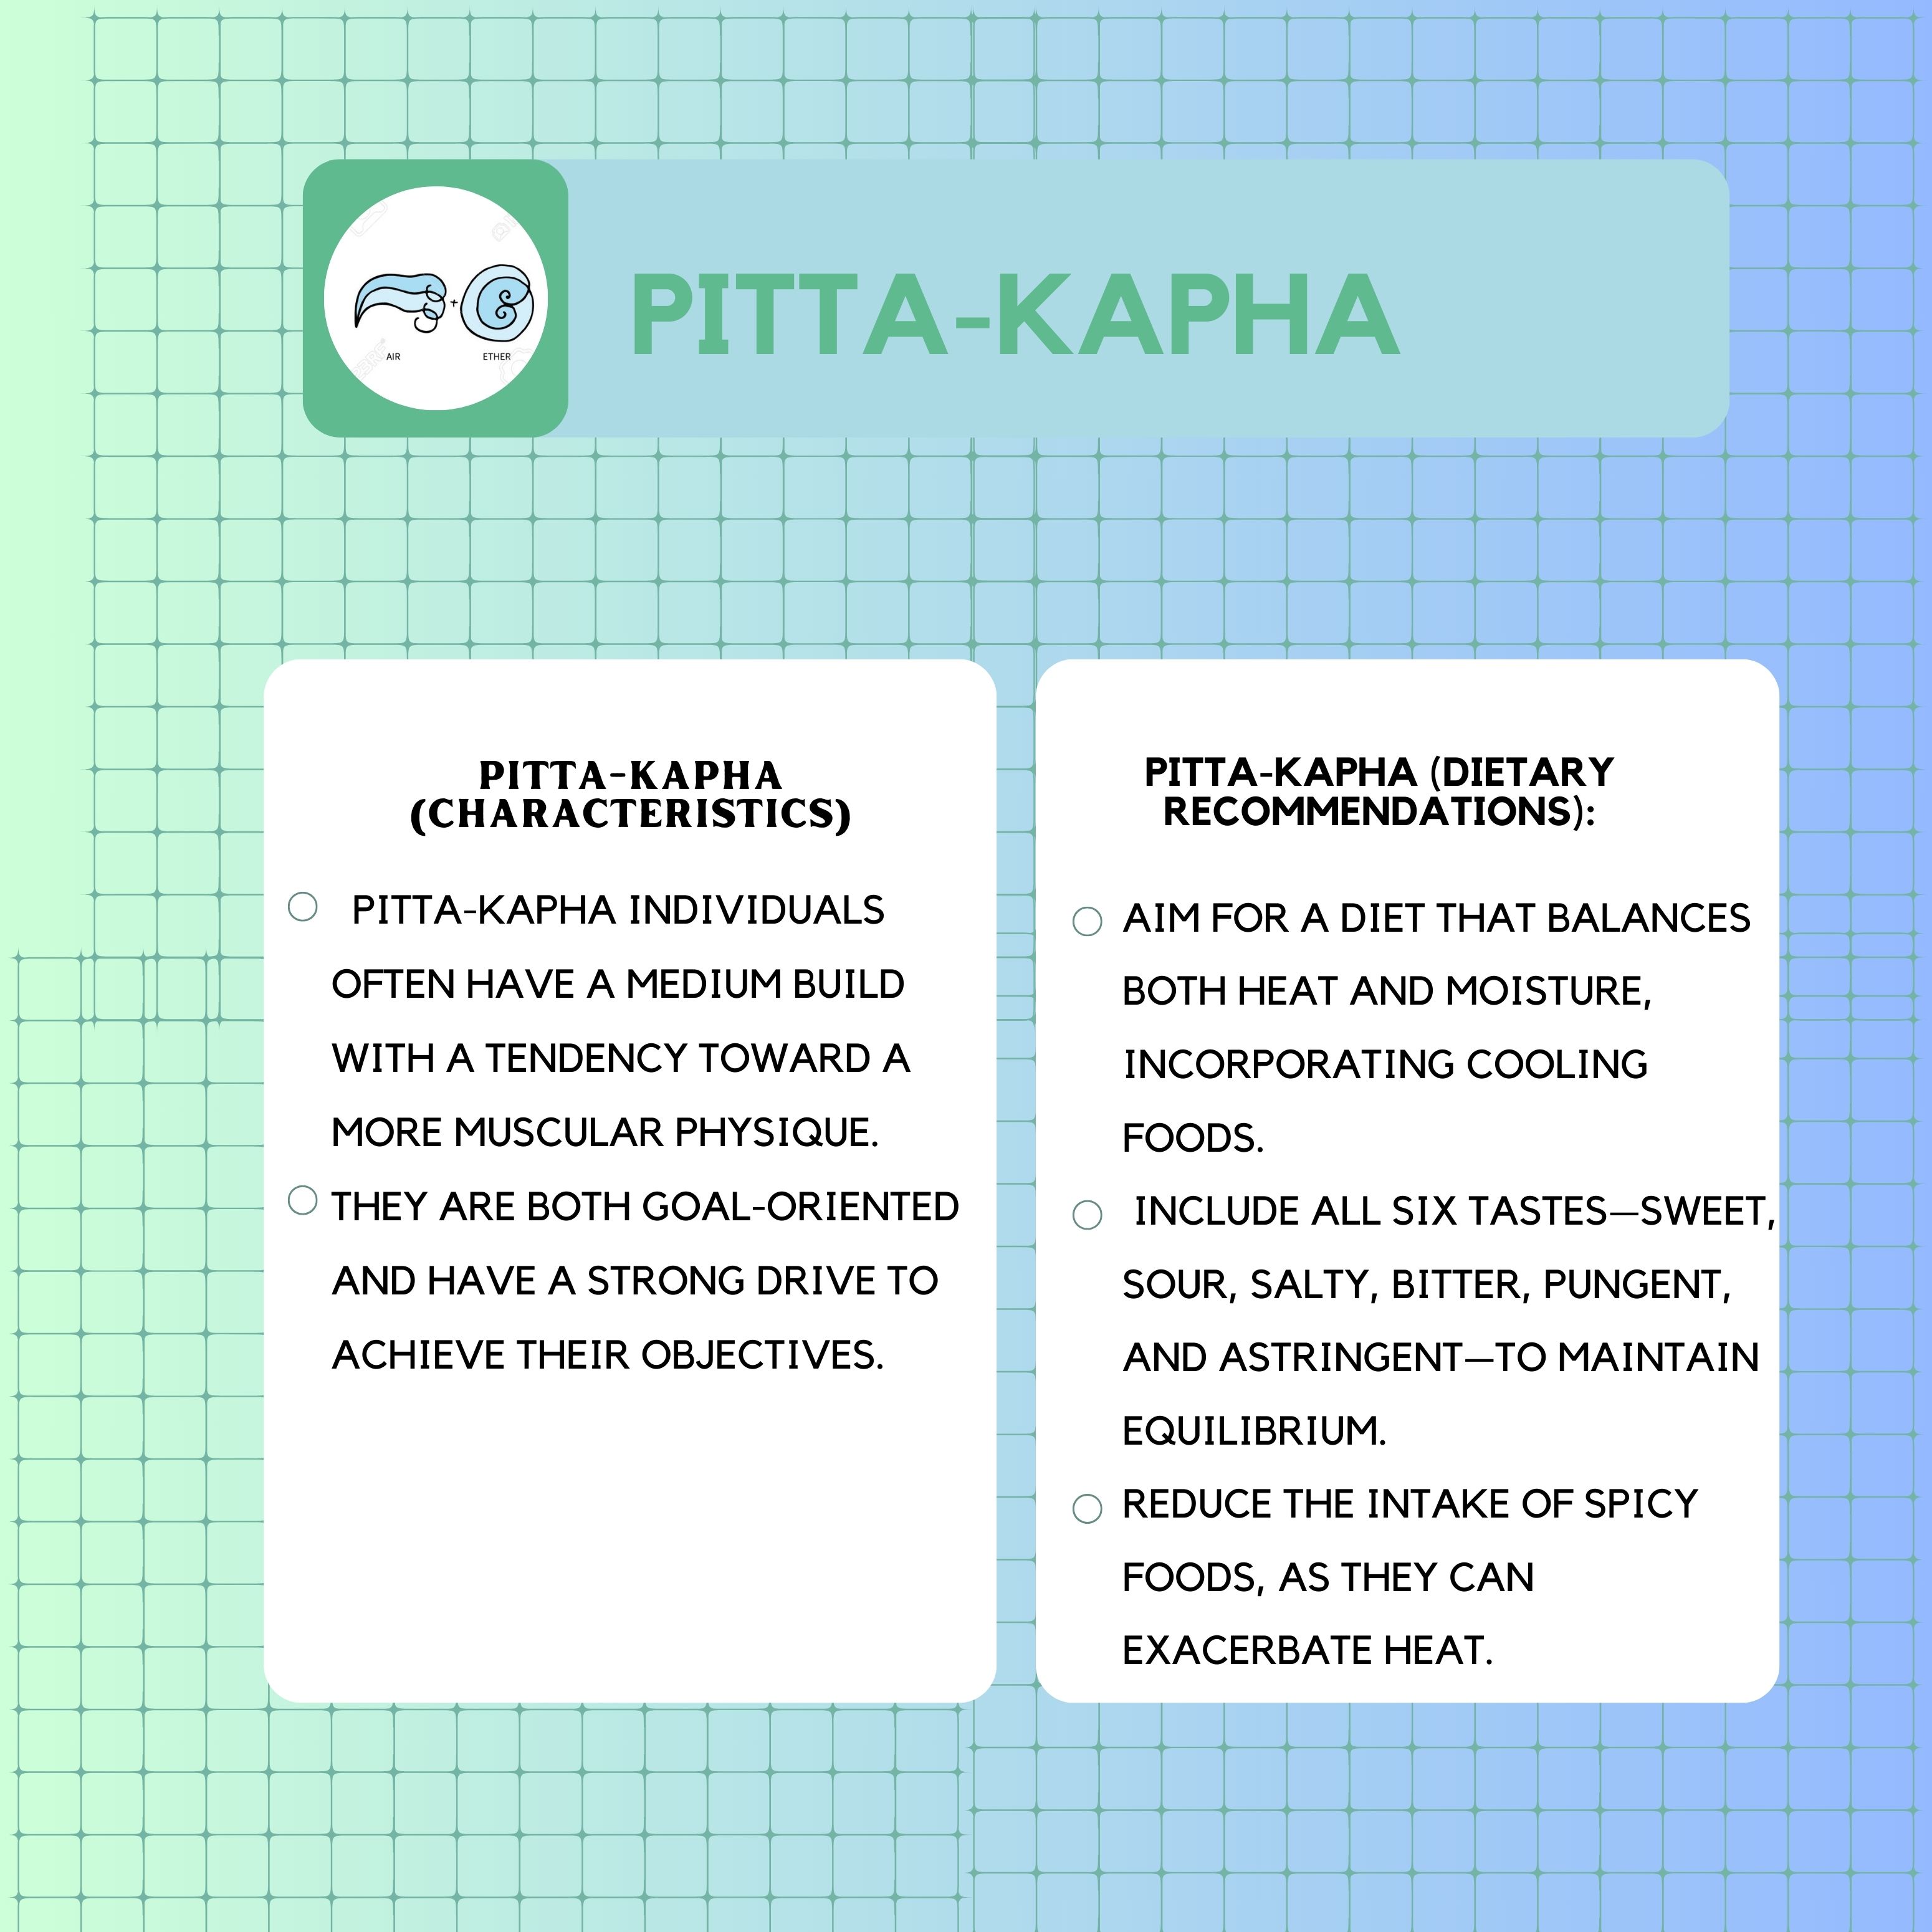 AIR
+
ETHER
PITTA-KAPHA
PITTA-KAPHA
(CHARACTERISTICS)
PITTA-KAPHA INDIVIDUALS
OFTEN HAVE A MEDIUM BUILD
WITH A TENDENCY TOWARD A
MORE MUSCULAR PHYSIQUE.
THEY ARE BOTH GOAL-ORIENTED
AND HAVE A STRONG DRIVE TO
ACHIEVE THEIR OBJECTIVES.
PITTA-KAPHA (DIETARY
RECOMMENDATIONS):
AIM FOR A DIET THAT BALANCES
BOTH HEAT AND MOISTURE,
INCORPORATING COOLING
FOODS.
INCLUDE ALL SIX TASTES—SWEET,
SOUR, SALTY, BITTER, PUNGENT,
AND ASTRINGENT—TO MAINTAIN
EQUILIBRIUM.
REDUCE THE INTAKE OF SPICY
FOODS, AS THEY CAN
EXACERBATE HEAT.